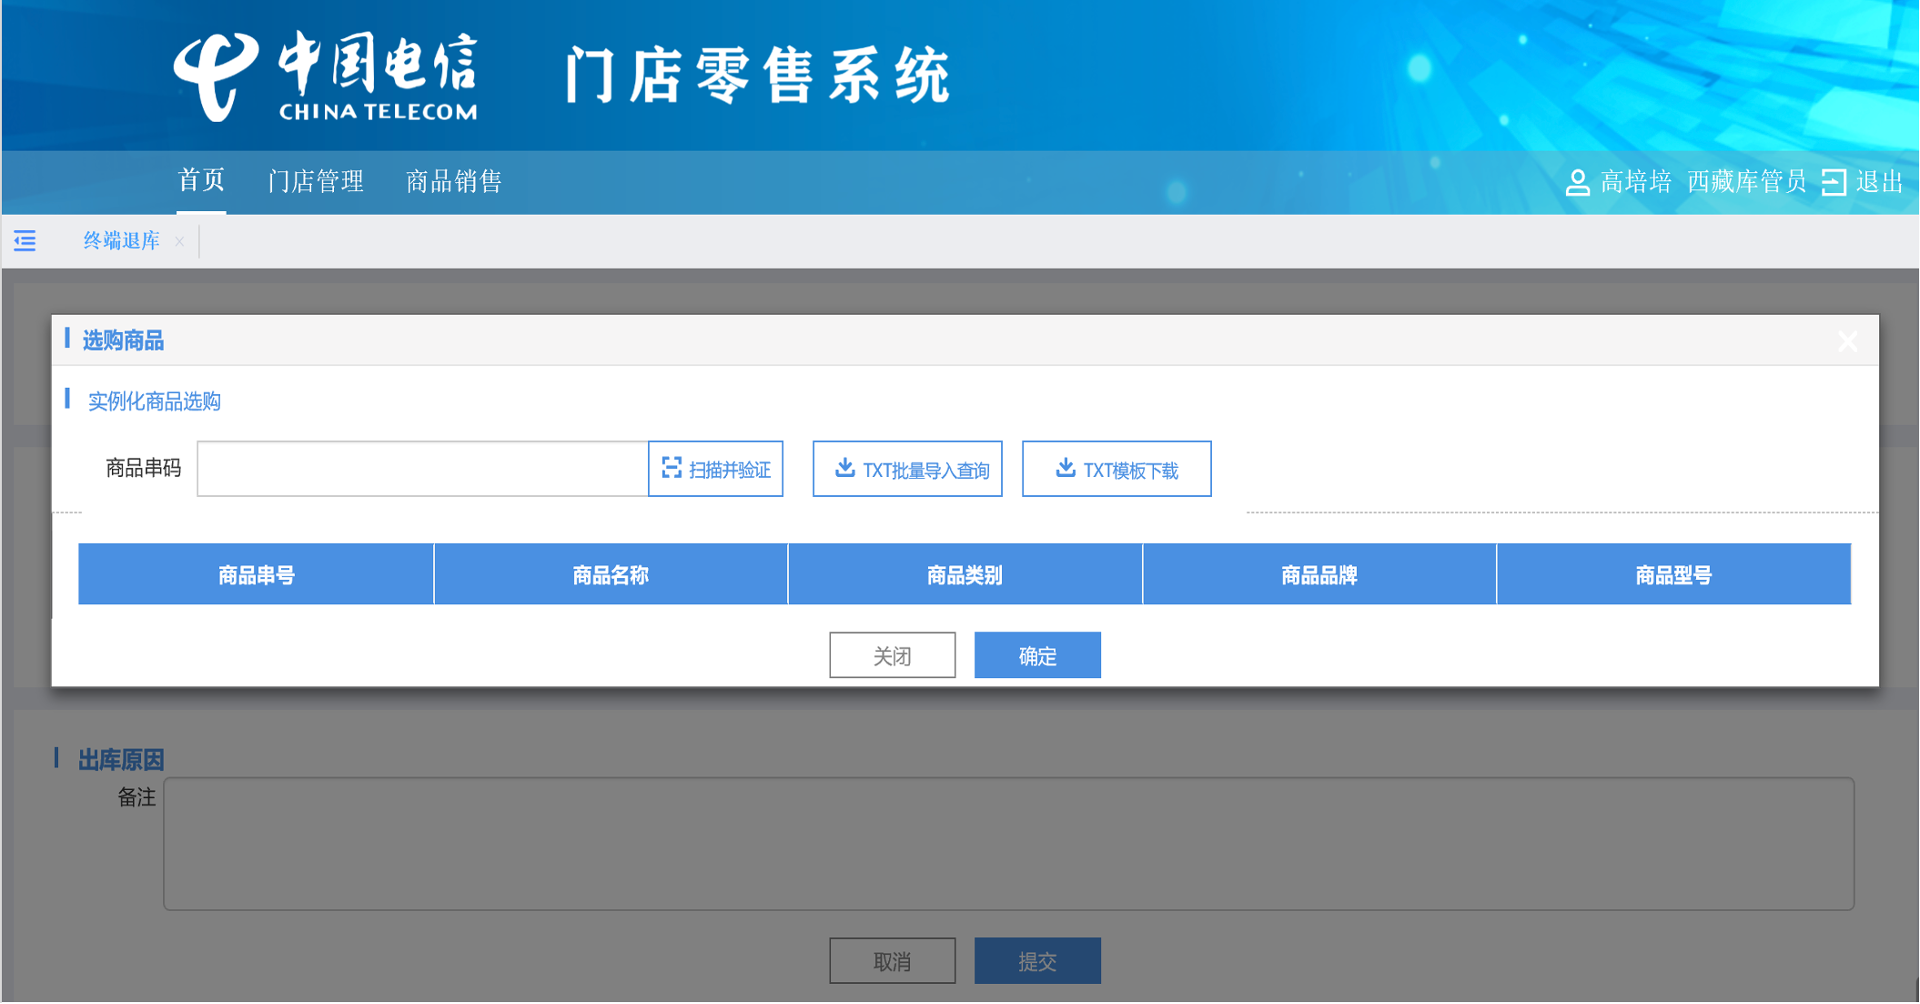 中国电信
CHINA TELECOM
门店零售系统
首页 门店管理 商品销售 高培培 西藏库管员 退出
终端退库 ×
选购商品
实例化商品选购
商品串码 扫描并验证 TXT批量导入查询 TXT模板下载
商品串号 商品名称 商品类别 商品品牌 商品型号
关闭 确定
出库原因
备注
取消 提交